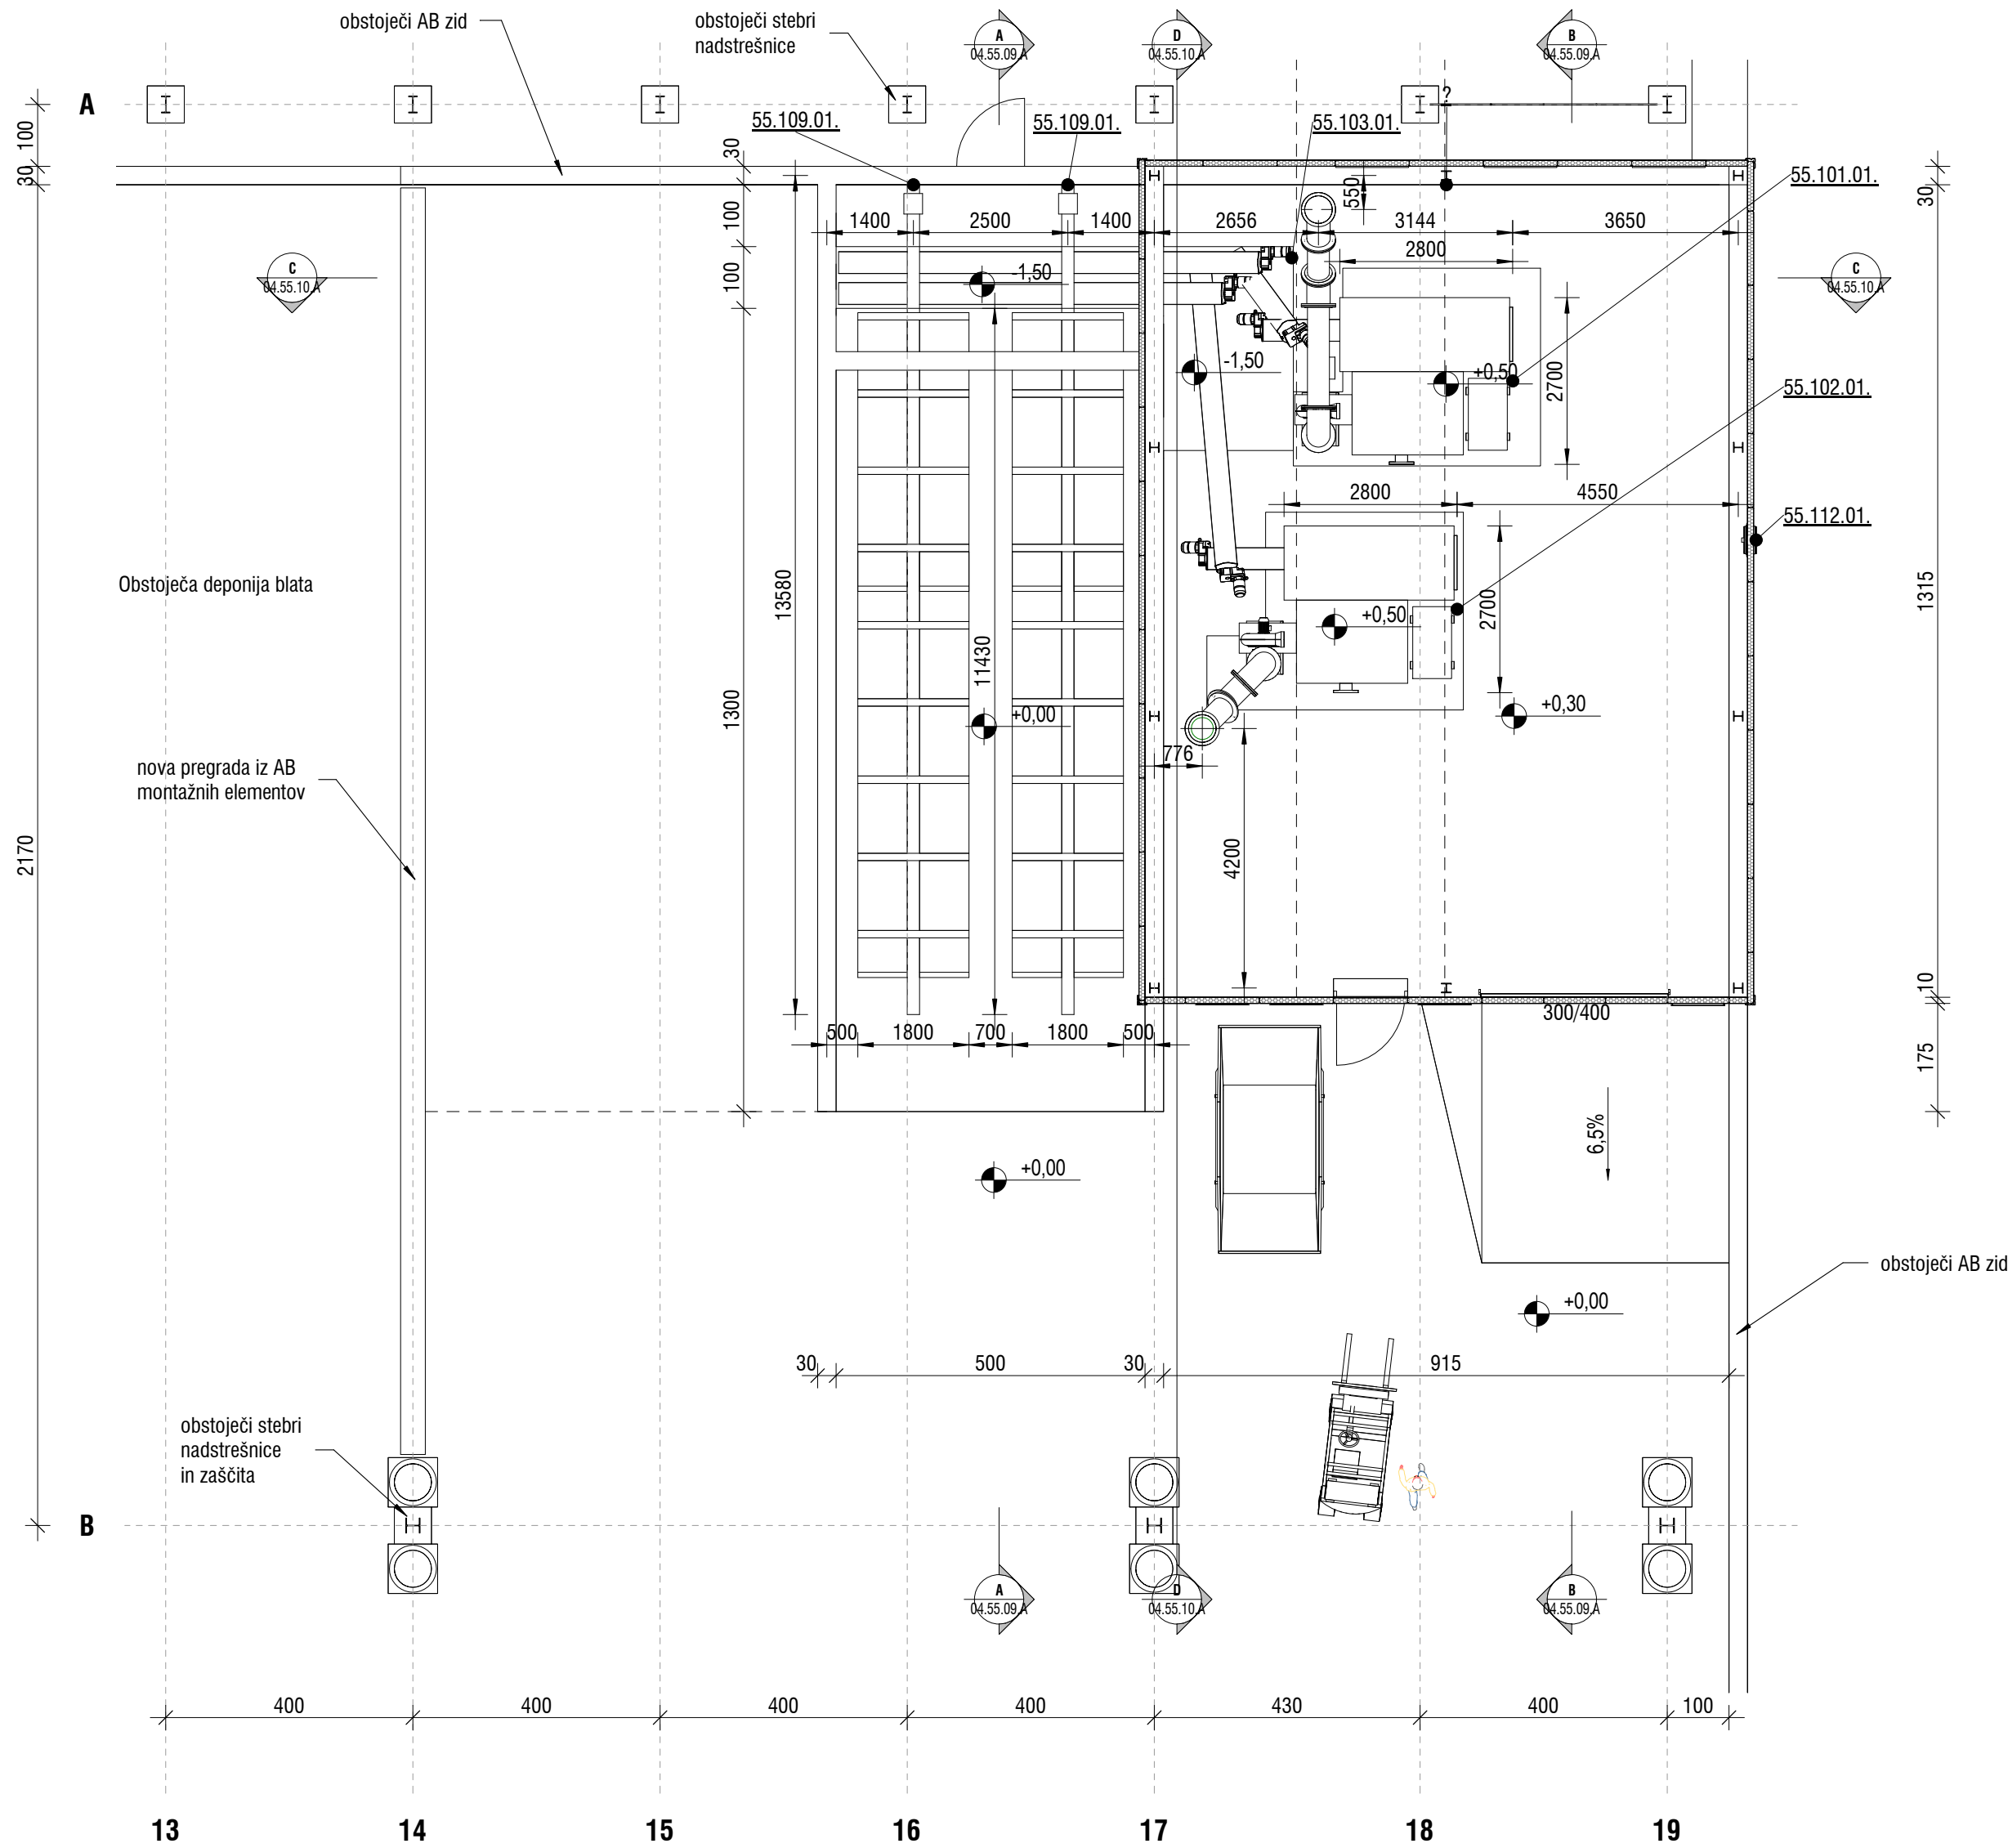 obstoječi AB zid
obstoječi stebri
nadstrešnice
A
04.55.09.A
D
04.55.10.A
B
04.55.09.A
A
?
100
30
30
55.109.01.
55.109.01.
55.103.01.
55.101.01.
30
550
100
1400
2500
1400
2656
3144
3650
2800
C
04.55.10.A
C
04.55.10.A
100
-1,50
-1,50
+0,50
2700
55.102.01.
2800
4550
55.112.01.
Obstoječa deponija blata
13580
1315
2700
+0,50
11430
1300
+0,00
+0,30
776
nova pregrada iz AB
montažnih elementov
2170
4200
10
300/400
500
1800
700
1800
500
175
6,5%
+0,00
obstoječi AB zid
+0,00
30
500
30
915
obstoječi stebri
nadstrešnice
in zaščita
B
A
04.55.09.A
D
04.55.10.A
B
04.55.09.A
400
400
400
400
430
400
100
13
14
15
16
17
18
19